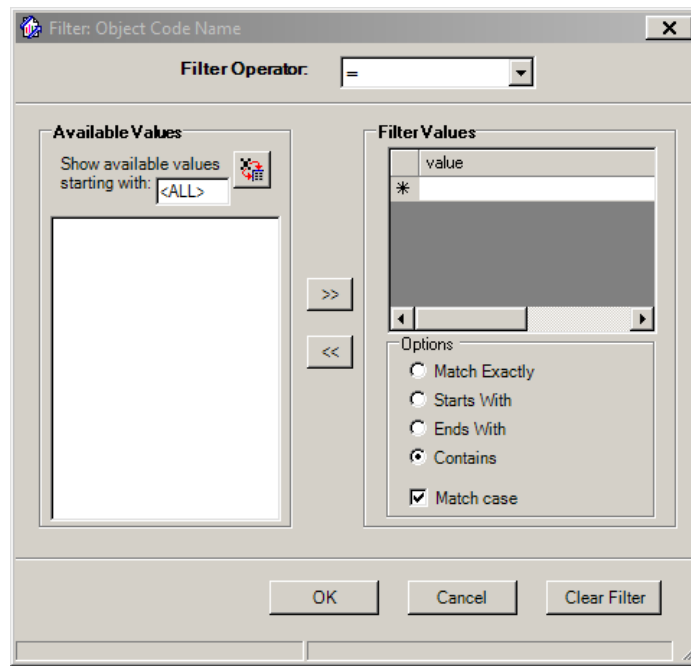 Filter: Object Code Name
Filter Operator: =
Available Values
Show available values
starting with: <ALL>
>>
<<
Filter Values
value
*
Options
Match Exactly
Starts With
Ends With
Contains
Match case
OK Cancel Clear Filter